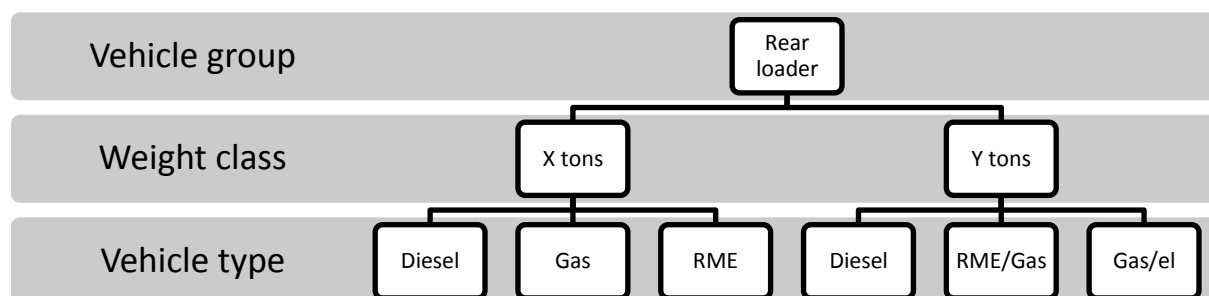 Vehicle group
Rear
loader
Weight class
X tons
Y tons
Vehicle type
Diesel
Gas
RME
Diesel
RME/Gas
Gas/el